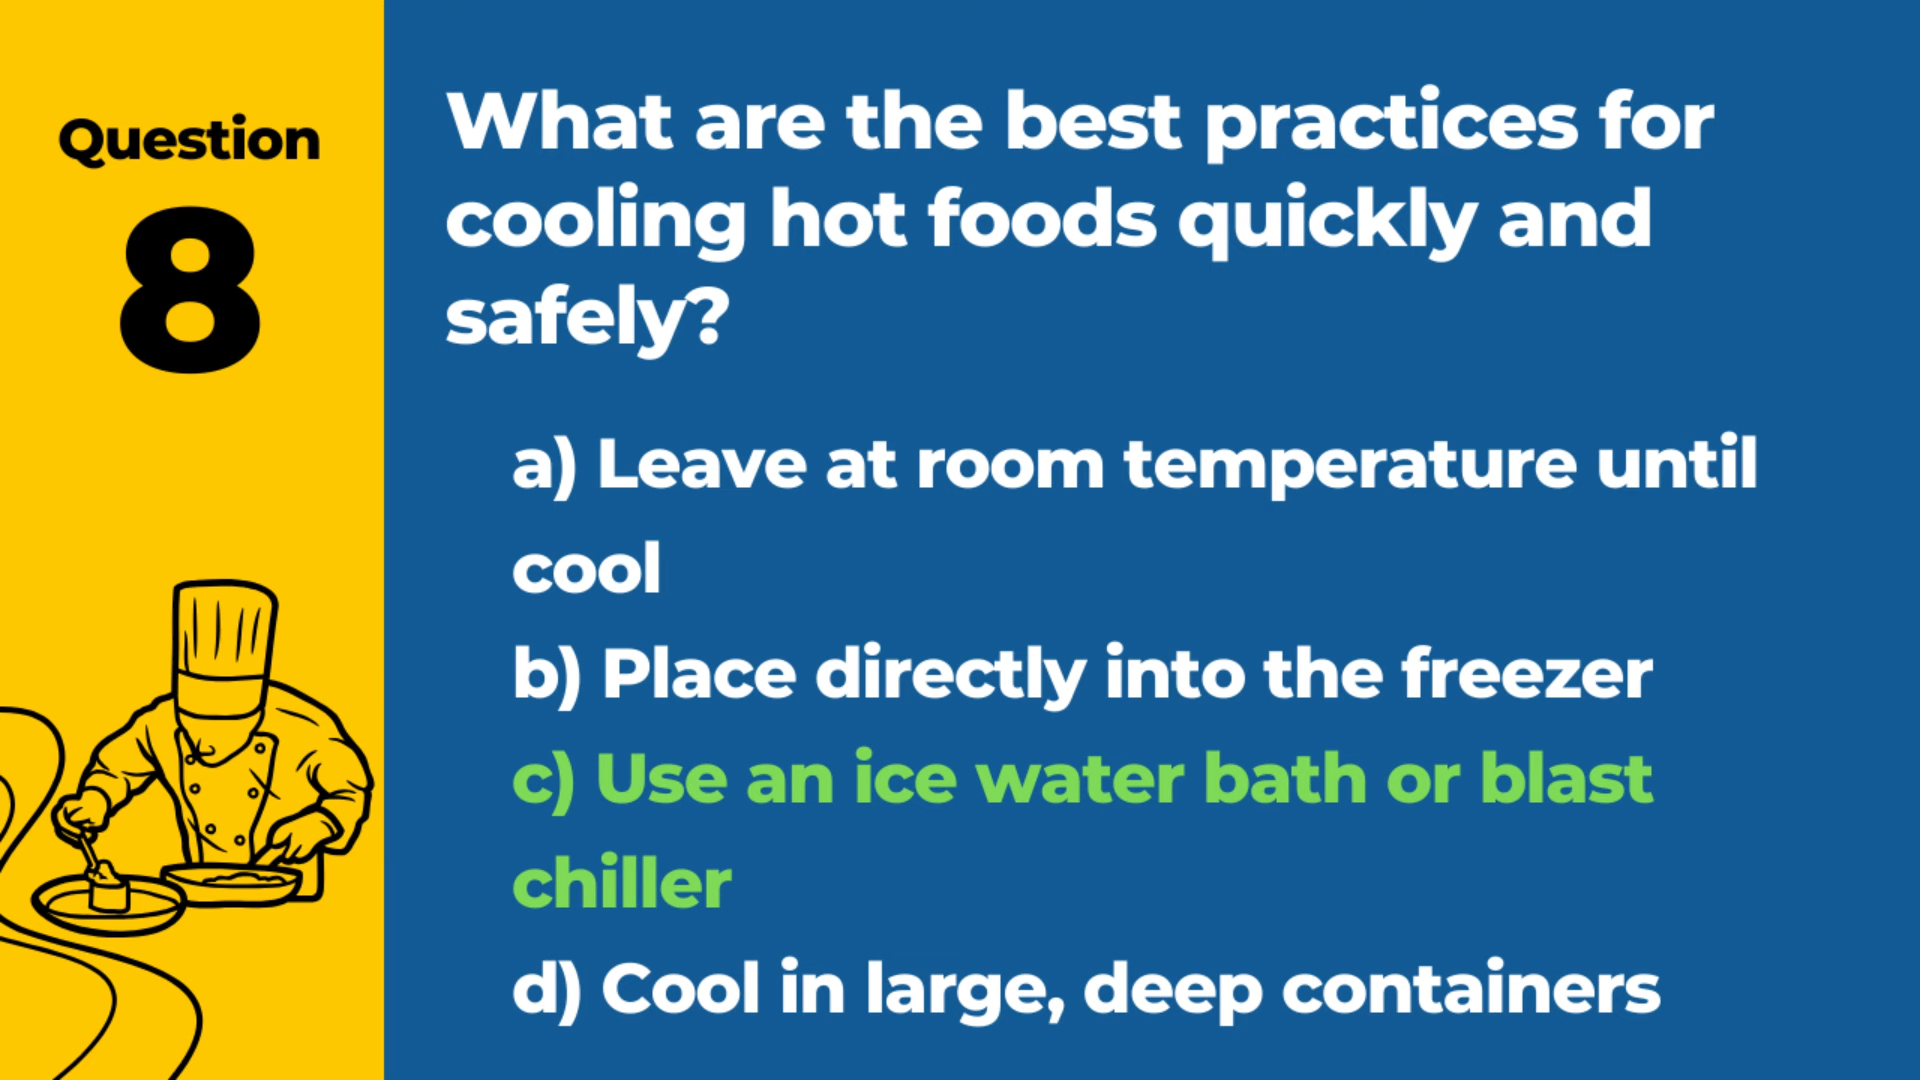 Question
8
What are the best practices for
cooling hot foods quickly and
safely?
a) Leave at room temperature until
cool
b) Place directly into the freezer
c) Use an ice water bath or blast
chiller
d) Cool in large, deep containers